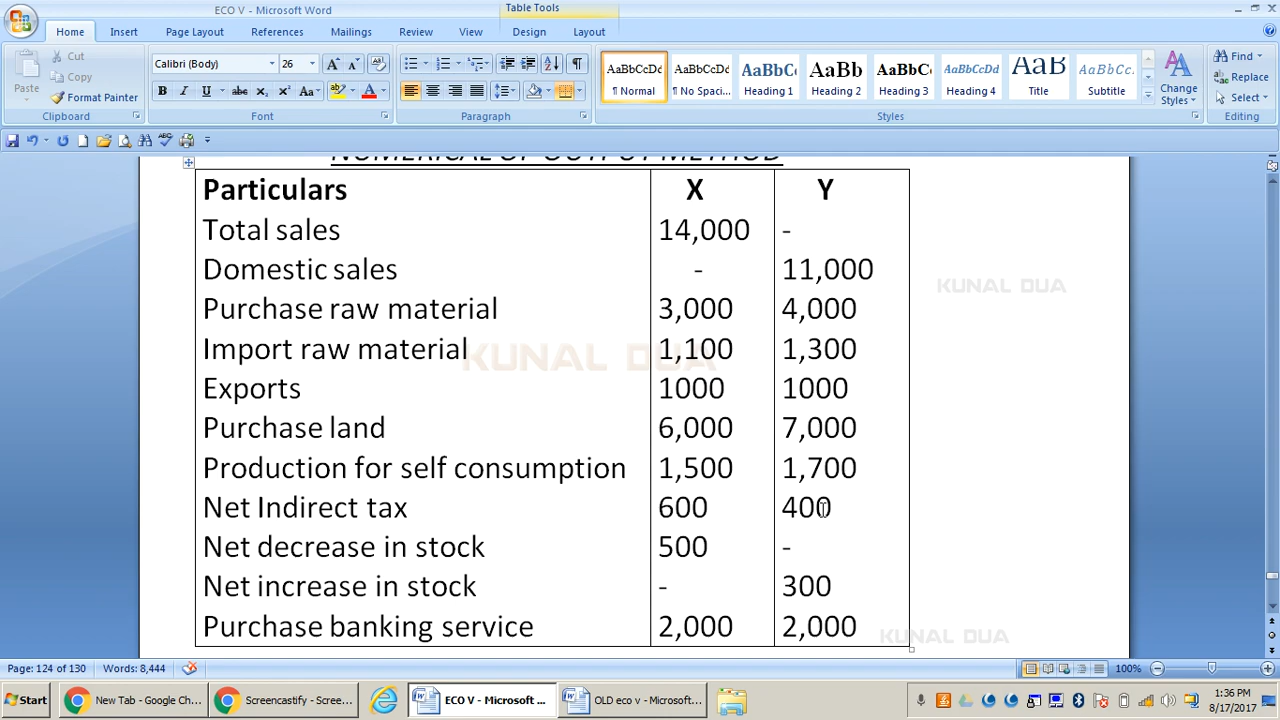 ECO V - Microsoft Word
Table Tools
Home Insert Page Layout References Mailings Review View Design Layout
Cut
Copy
Format Painter
Paste
Clipboard
Calibri (Body) 26
Font
Paragraph
AaBbCcDc AaBbCcDc AaBbC AaBb AaBbC AaBbCcDd AaBbC AaBbCc.
¶ Normal ¶ No Spaci... Heading 1 Heading 2 Heading 3 Heading 4 Title Subtitle
Change Styles
Styles
Find
Replace
Select
Editing
NUMERICAL OF OUTPUT METHOD
Particulars X Y
Total sales 14,000 -
Domestic sales - 11,000
Purchase raw material 3,000 4,000
Import raw material 1,100 1,300
Exports 1000 1000
Purchase land 6,000 7,000
Production for self consumption 1,500 1,700
Net Indirect tax 600 400
Net decrease in stock 500 -
Net increase in stock - 300
Purchase banking service 2,000 2,000
KUNAL DUA
KUNAL DUA
KUNAL DUA
Page: 124 of 130 Words: 8,444 100%
Start New Tab - Google Ch... Screencastify - Scree... ECO V - Microsoft ... OLD eco v - Microsoft... 1:36 PM
8/17/2017